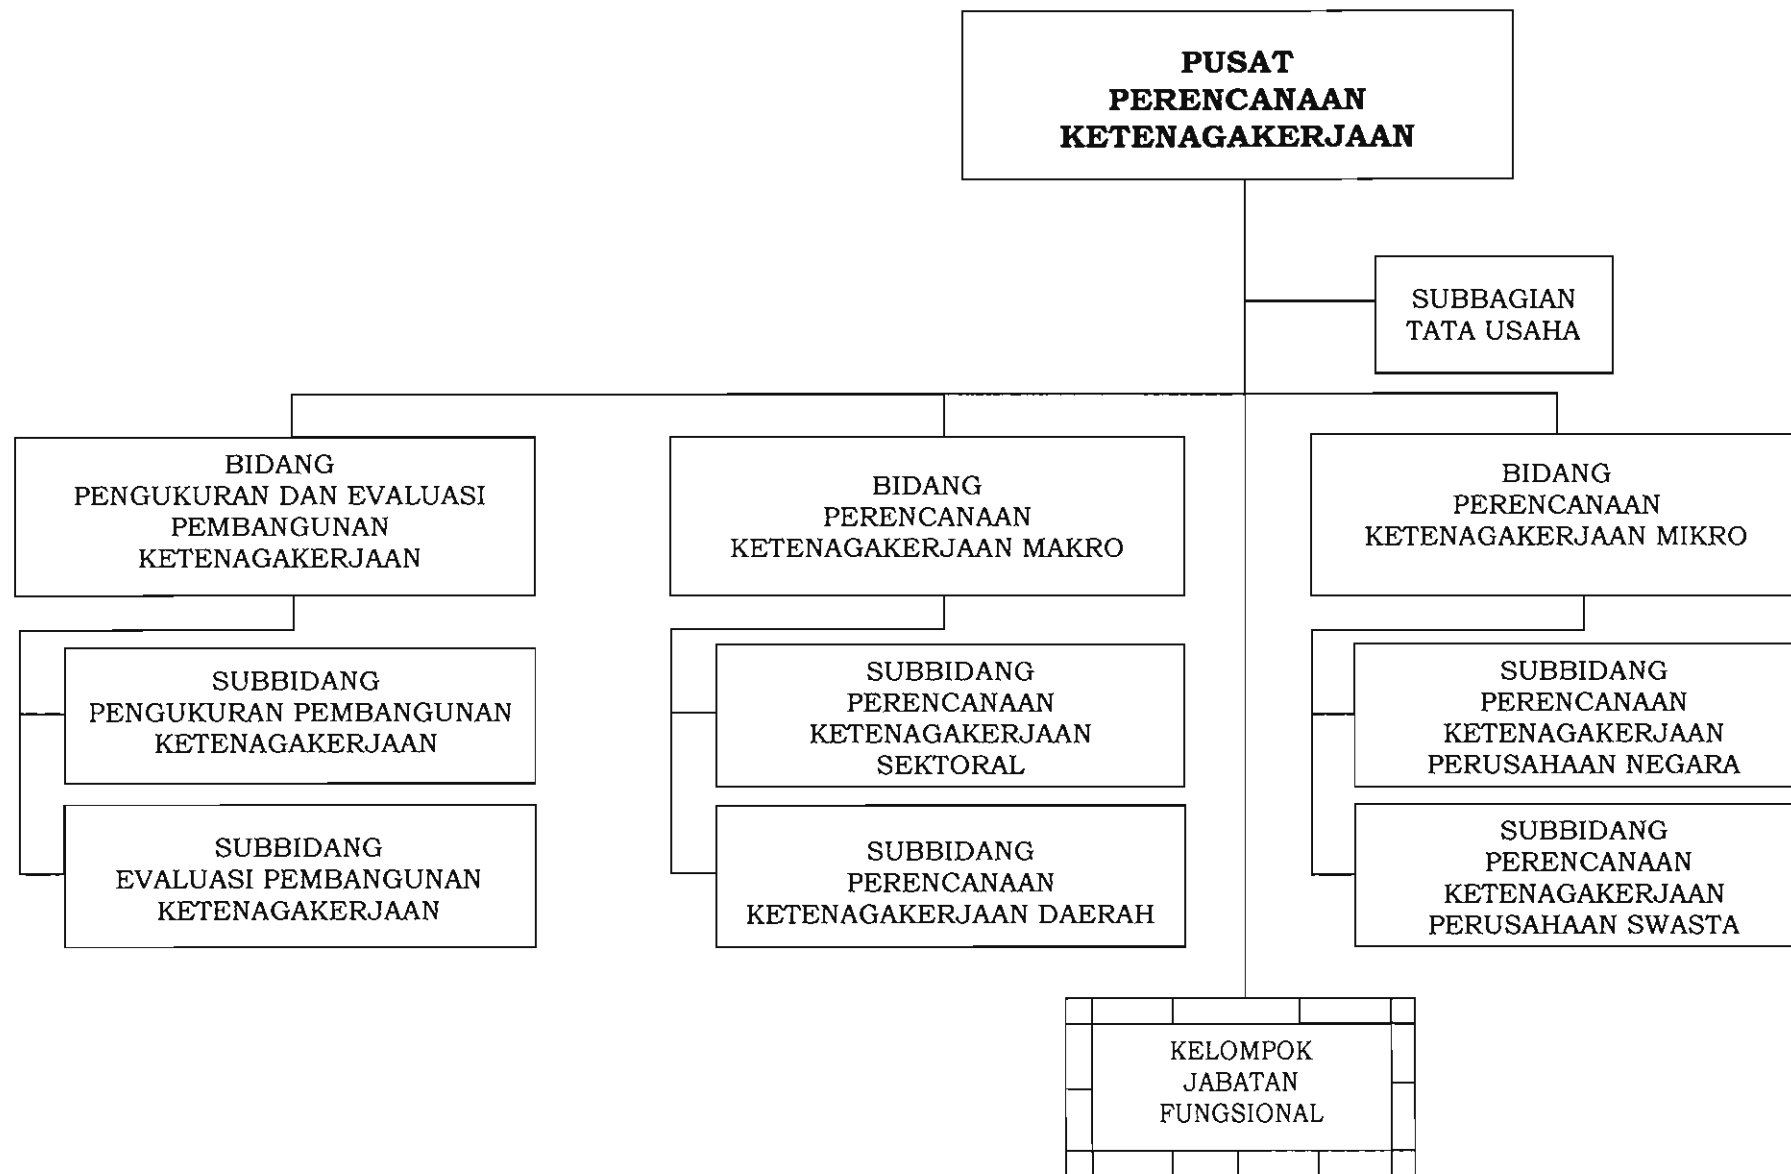 PUSAT
PERENCANAAN
KETENAGAKERJAAN
SUBBAGIAN
TATA USAHA
BIDANG
PENGUKURAN DAN EVALUASI
PEMBANGUNAN
KETENAGAKERJAAN
BIDANG
PERENCANAAN
KETENAGAKERJAAN MAKRO
BIDANG
PERENCANAAN
KETENAGAKERJAAN MIKRO
SUBBIDANG
PENGUKURAN PEMBANGUNAN
KETENAGAKERJAAN
SUBBIDANG
PERENCANAAN
KETENAGAKERJAAN
SEKTORAL
SUBBIDANG
PERENCANAAN
KETENAGAKERJAAN
PERUSAHAAN NEGARA
SUBBIDANG
EVALUASI PEMBANGUNAN
KETENAGAKERJAAN
SUBBIDANG
PERENCANAAN
KETENAGAKERJAAN DAERAH
SUBBIDANG
PERENCANAAN
KETENAGAKERJAAN
PERUSAHAAN SWASTA
KELOMPOK
JABATAN
FUNGSIONAL